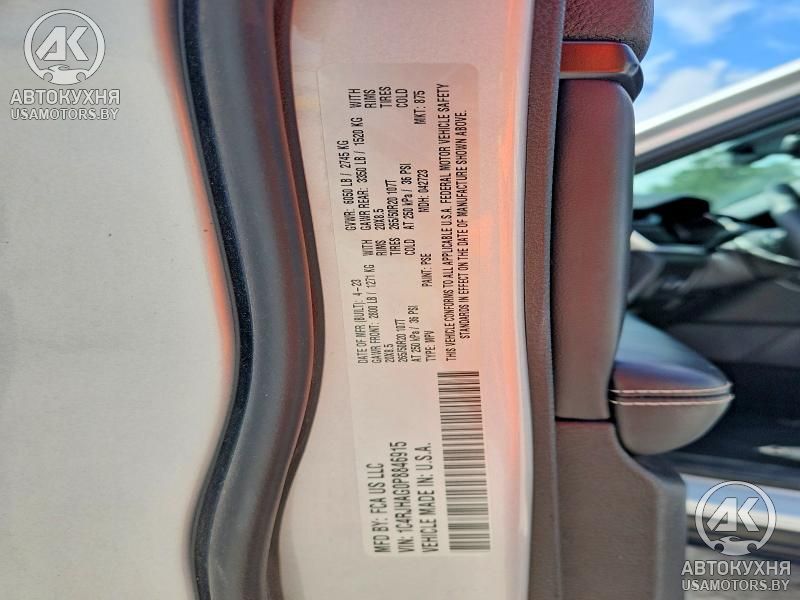 MFD BY: FCA US LLC
DATE OF MFR (BUILT): 4-23
GVWR: 6050 LB / 2745 KG
GAWR FRONT: 2800 LB / 1271 KG WITH
20X8.5 RIMS
265/50R20 107T TIRES
AT 250 kPa / 36 PSI COLD
GAWR REAR: 3350 LB / 1520 KG WITH
20X8.5 RIMS
265/50R20 107T TIRES
AT 250 kPa / 36 PSI COLD
VIN: 1C4RJHAG0P8846915
TYPE: MPV PAINT: PSE MDH: 042723 MKT: 875
VEHICLE MADE IN: U.S.A.
THIS VEHICLE CONFORMS TO ALL APPLICABLE U.S.A. FEDERAL MOTOR VEHICLE SAFETY
STANDARDS IN EFFECT ON THE DATE OF MANUFACTURE SHOWN ABOVE.
АК
АВТОКУХНЯ
USAMOTORS.BY
АК
АВТОКУХНЯ
USAMOTORS.BY